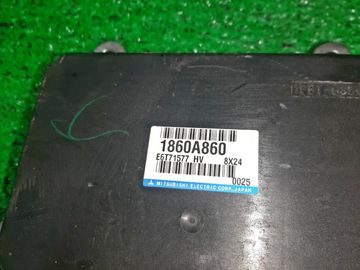 1860A860
E6T71577 HV 8X24
0025
MITSUBISHI ELECTRIC CORP. JAPAN